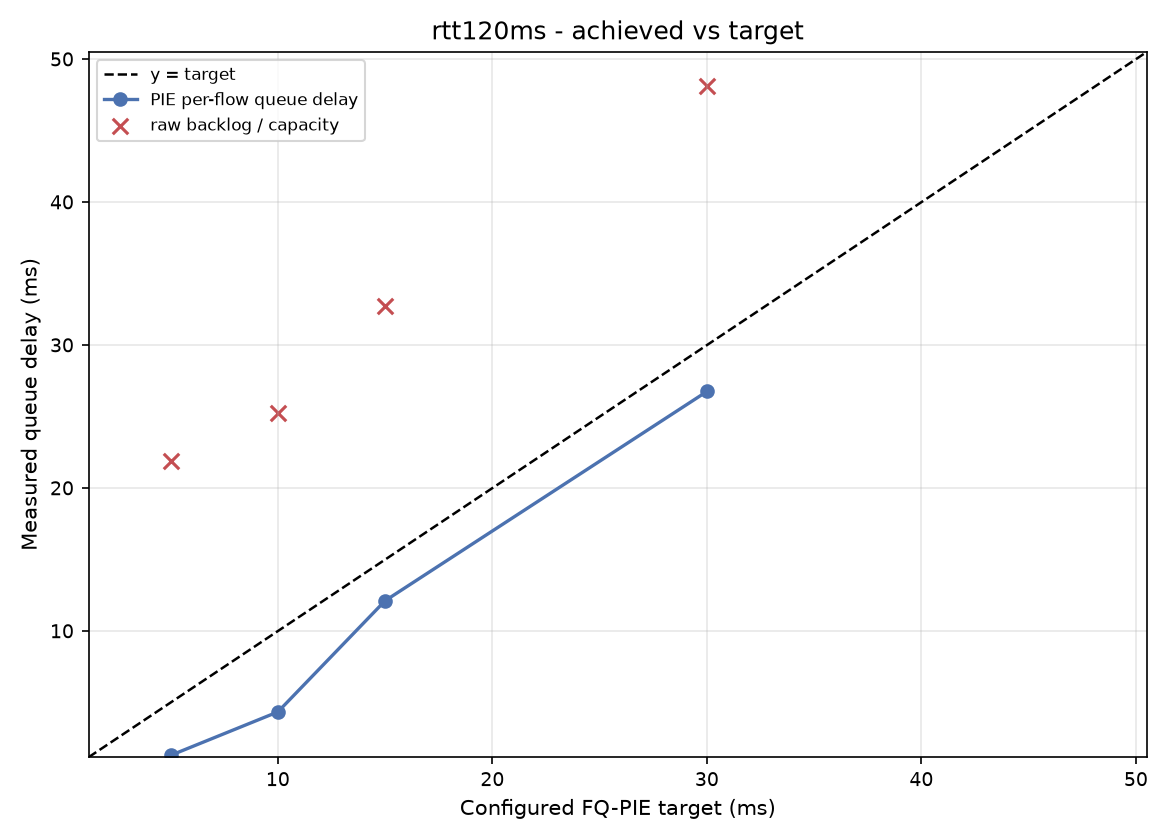 rtt120ms - achieved vs target
y = target
PIE per-flow queue delay
raw backlog / capacity
Measured queue delay (ms)
50
40
30
20
10
10
20
30
40
50
Configured FQ-PIE target (ms)